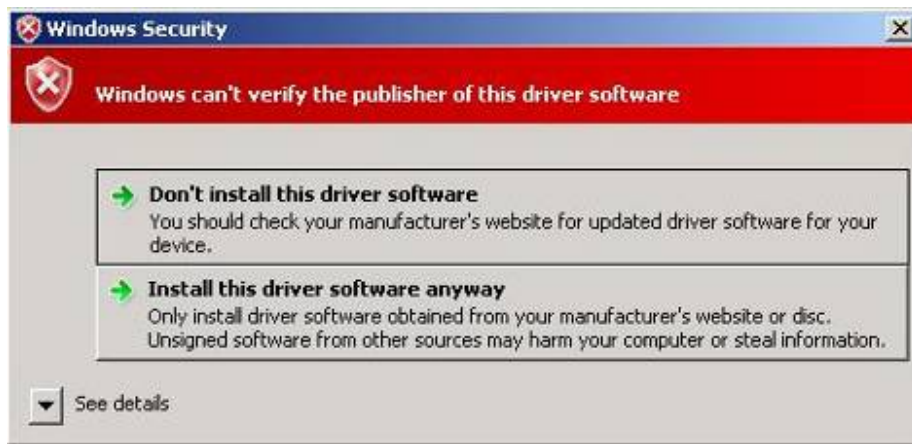 Windows Security
Windows can't verify the publisher of this driver software
Don't install this driver software
You should check your manufacturer's website for updated driver software for your
device.
Install this driver software anyway
Only install driver software obtained from your manufacturer's website or disc.
Unsigned software from other sources may harm your computer or steal information.
See details